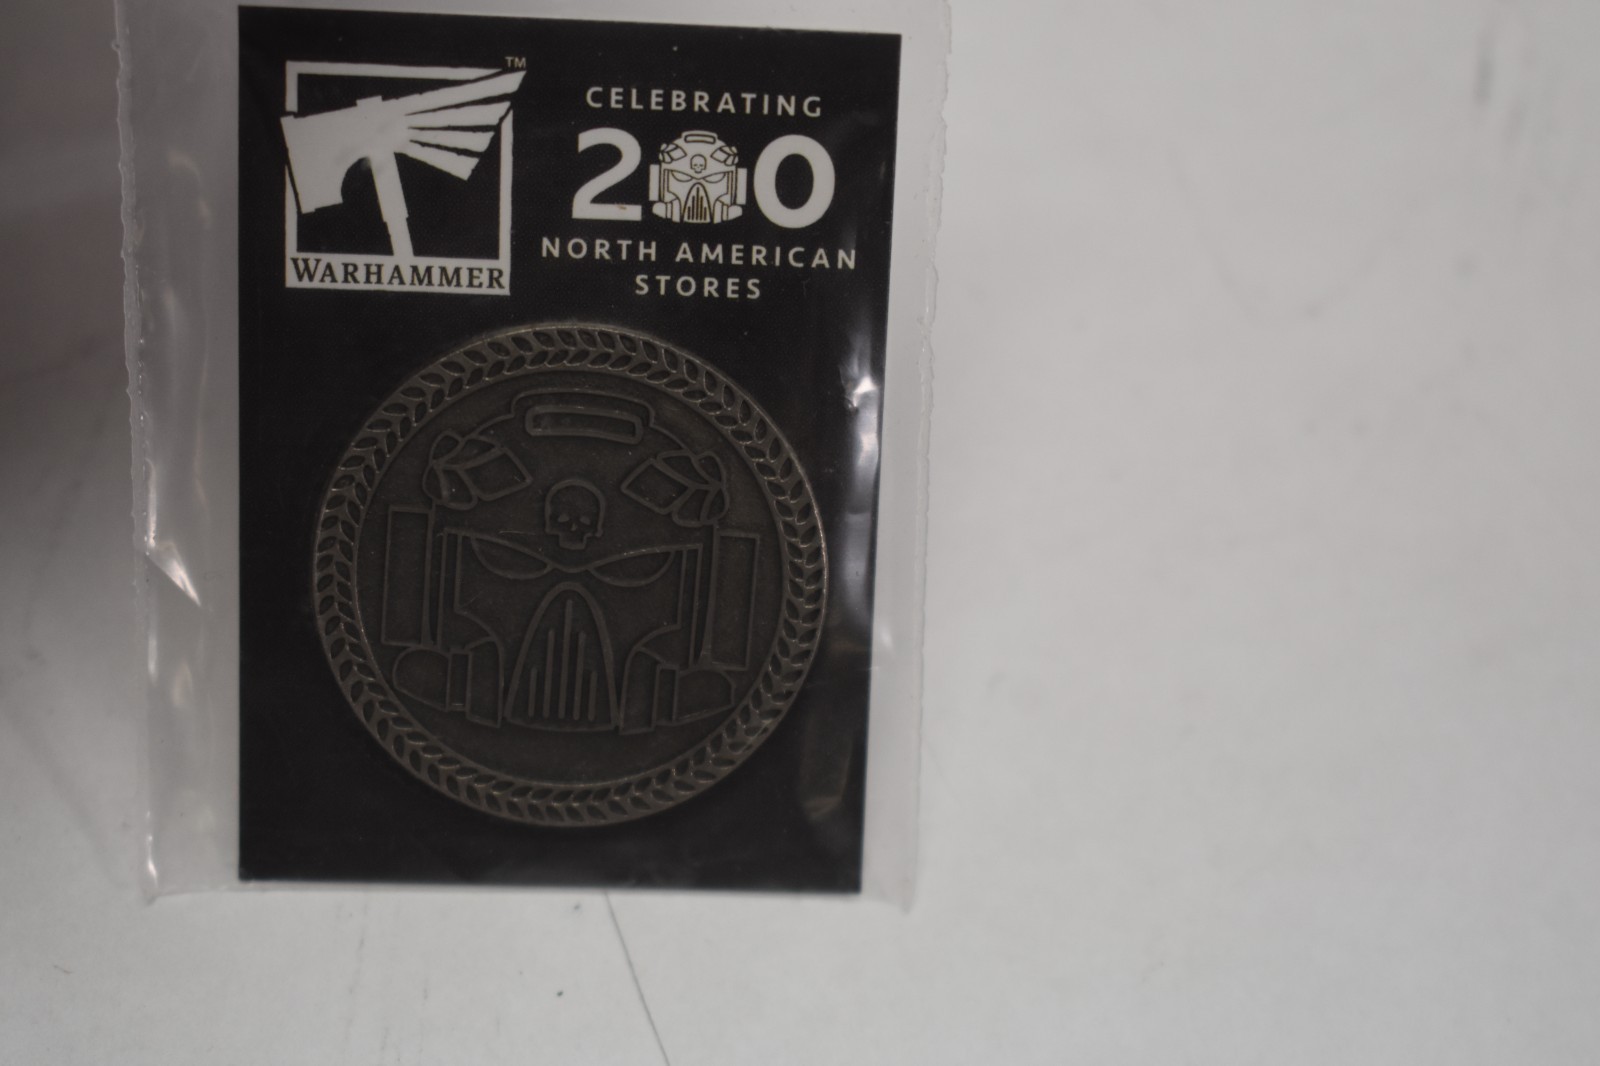 TM
WARHAMMER
CELEBRATING
200
NORTH AMERICAN
STORES